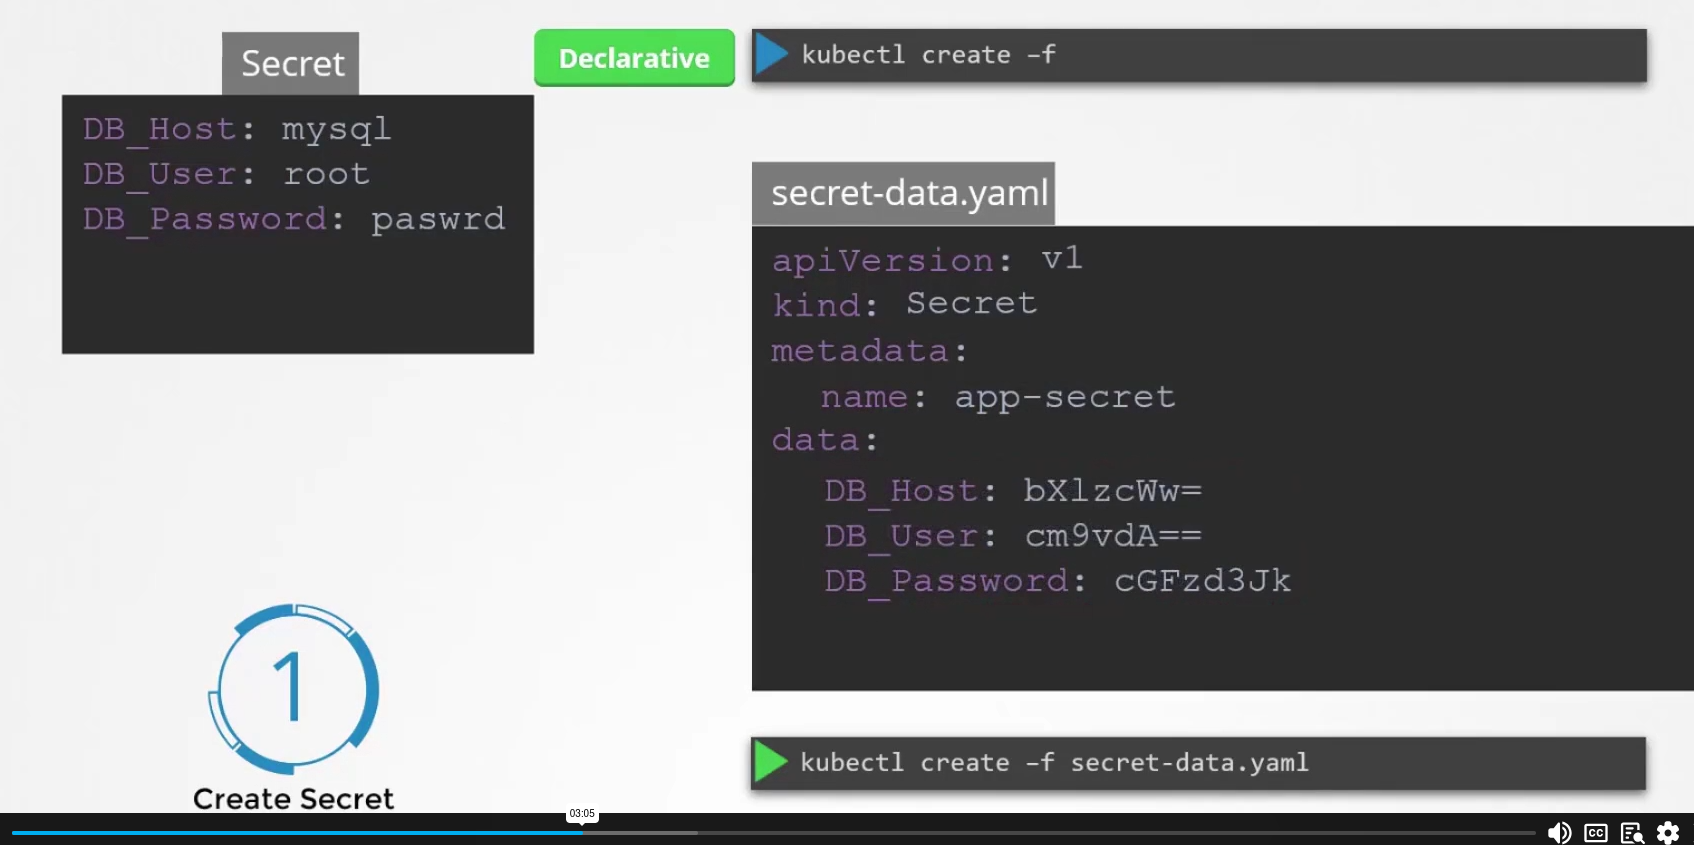 Secret
DB_Host: mysql
DB_User: root
DB_Password: paswrd
Declarative
kubectl create –f
secret-data.yaml
apiVersion: v1
kind: Secret
metadata:
name: app-secret
data:
DB_Host: bXlzcWw=
DB_User: cm9vdA==
DB_Password: cGFzd3Jk
1
Create Secret
kubectl create –f secret-data.yaml
03:05
CC